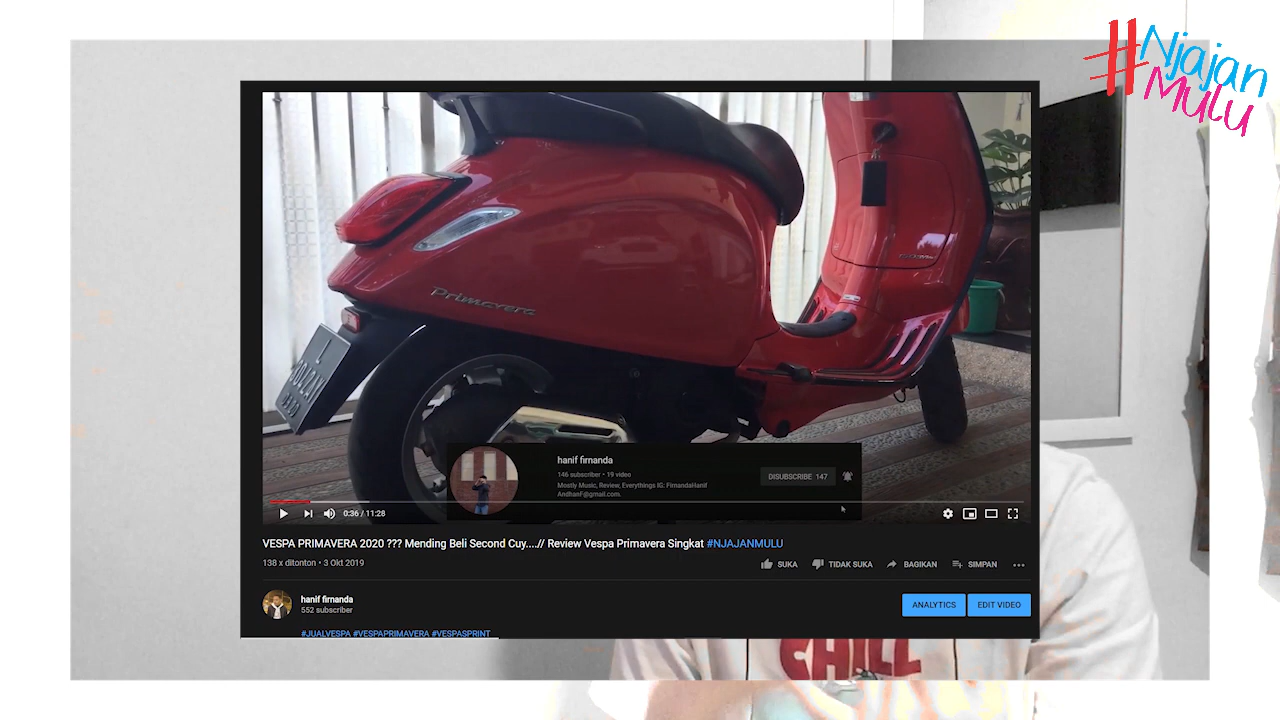 #Njajan
Mulu
Primavera
hanif firnanda
146 subscriber • 19 video
Mostly Music, Review, Everythings IG: FirnandaHanif
AndhanF@gmail.com.
DISUBSCRIBE 147
0:36 / 11:28
VESPA PRIMAVERA 2020 ??? Mending Beli Second Cuy....// Review Vespa Primavera Singkat #NJAJANMULU
138 x ditonton • 3 Okt 2019
SUKA
TIDAK SUKA
BAGIKAN
SIMPAN
hanif firnanda
552 subscriber
ANALYTICS
EDIT VIDEO
#JUALVESPA #VESPAPRIMAVERA #VESPASPRINT
CHILL